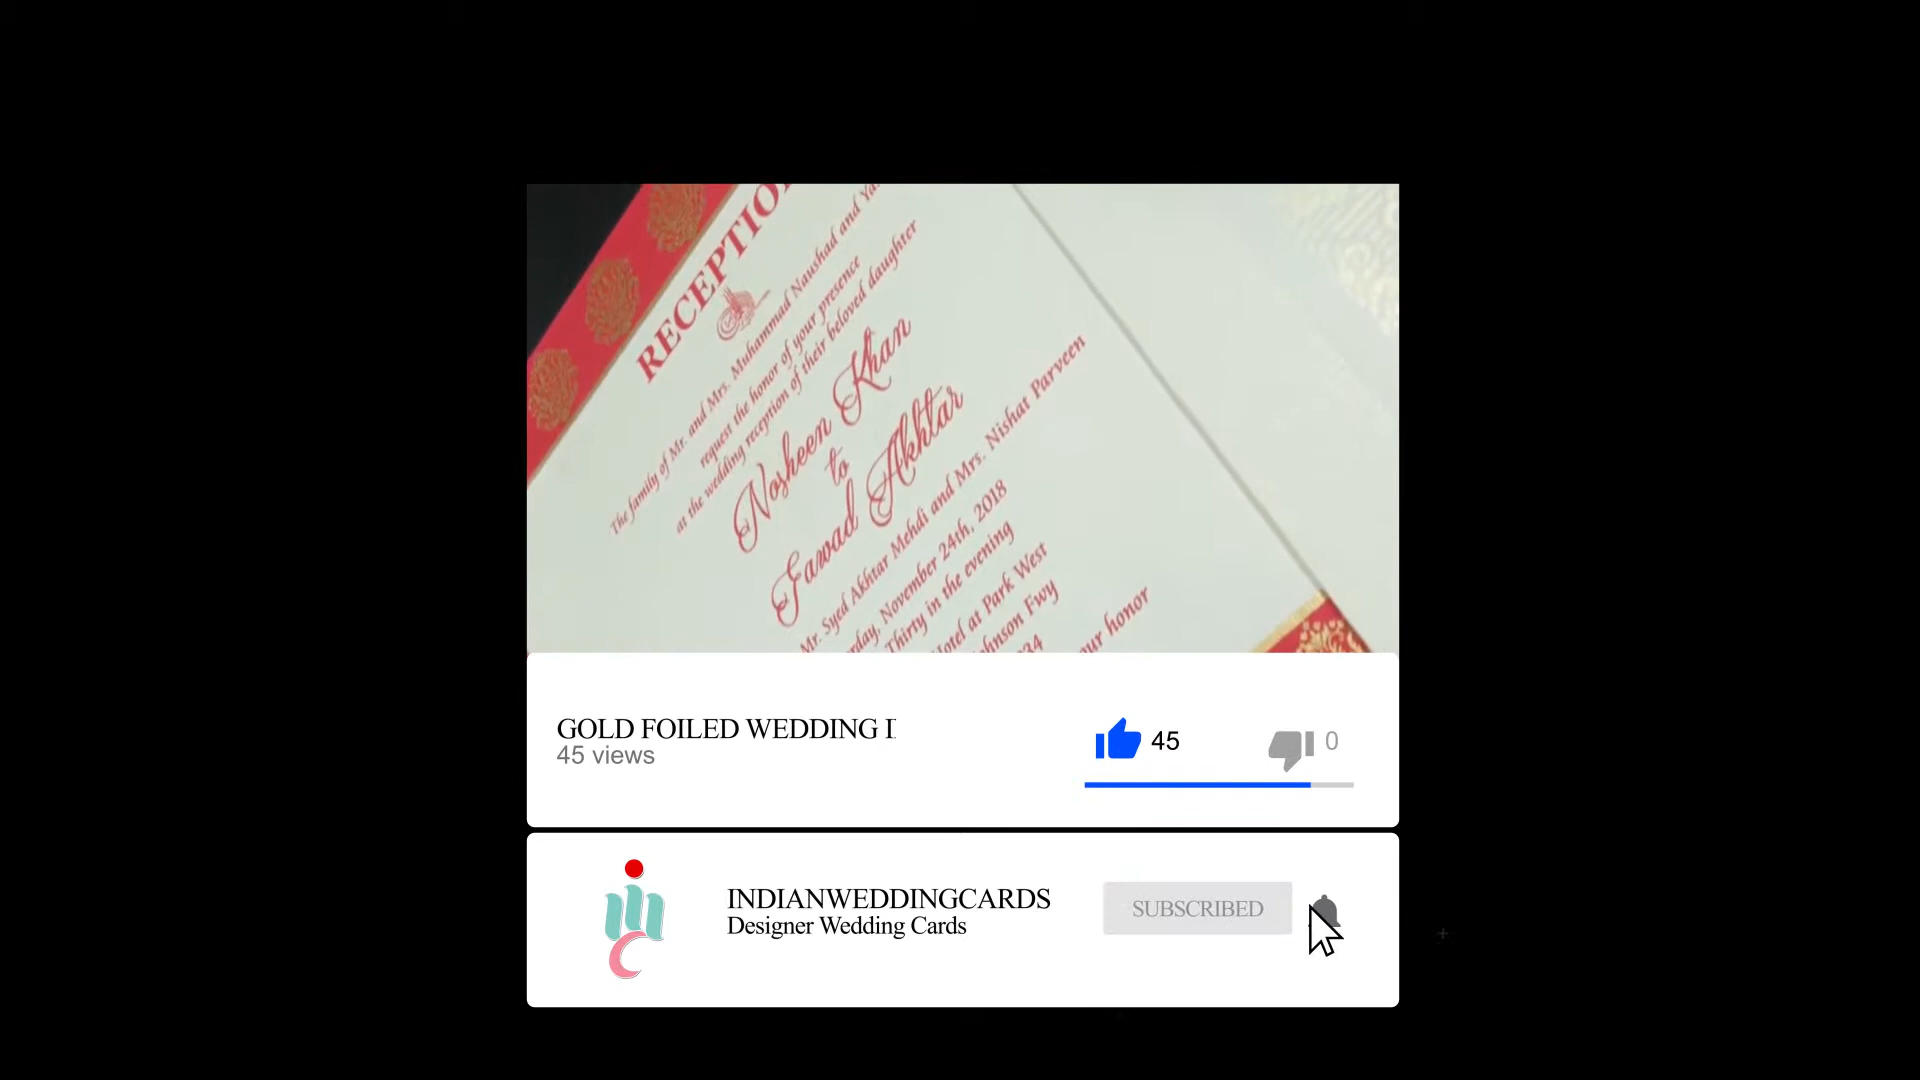 RECEPTIO
The family of Mr. and Mrs. Muhammad Naushad and
request the honor of your presence
at the wedding reception of their beloved daughter
Nosheen Khan
to
Fawad Akhtar
Mr. Syed Akhtar Mehdi and Mrs. Nishat Parveen
November 24th, 2018
Thirty in the evening
at Park West
Fwy
honor
GOLD FOILED WEDDING
45 views
45
0
INDIANWEDDINGCARDS
Designer Wedding Cards
SUBSCRIBED